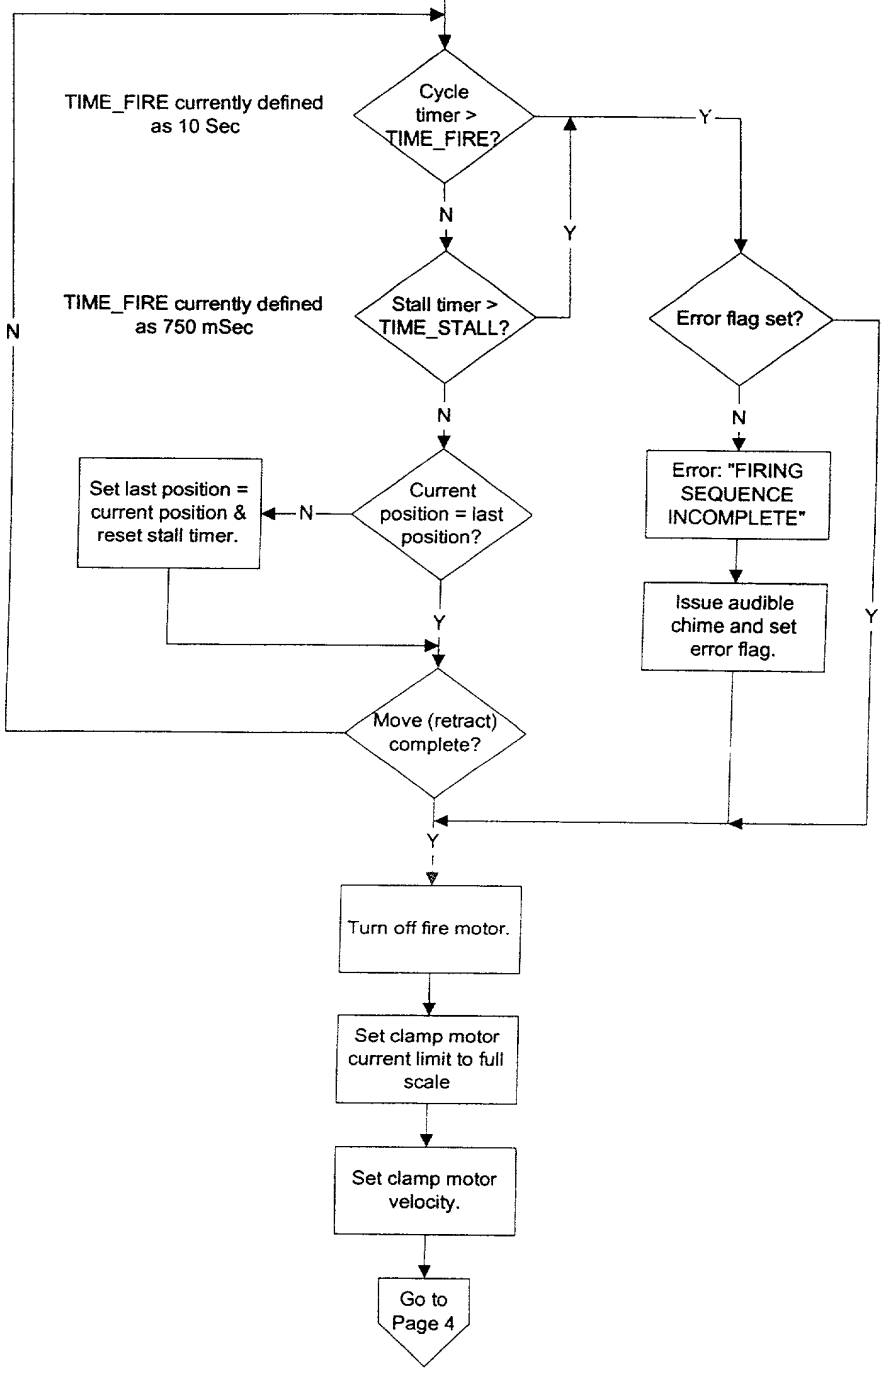 Cycle
timer >
TIME_FIRE?
TIME_FIRE currently defined
as 10 Sec
Y
N
Y
Stall timer >
TIME_STALL?
TIME_FIRE currently defined
as 750 mSec
Error flag set?
N
N
N
Error: "FIRING
SEQUENCE
INCOMPLETE"
Current
position = last
position?
N
Set last position =
current position &
reset stall timer.
Issue audible
chime and set
error flag.
Y
Y
Move (retract)
complete?
Y
Turn off fire motor.
Set clamp motor
current limit to full
scale
Set clamp motor
velocity.
Go to
Page 4